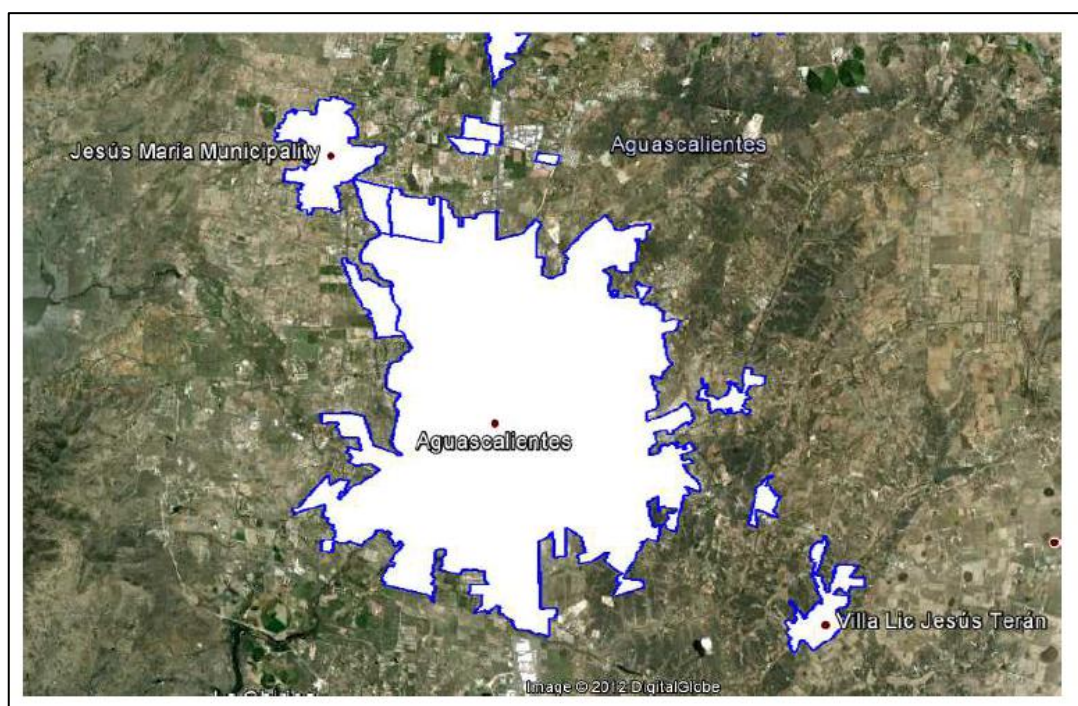 Aguascalientes
Jesús María Municipality
Aguascalientes
Villa Lic Jesús Terán
Image © 2012 DigitalGlobe